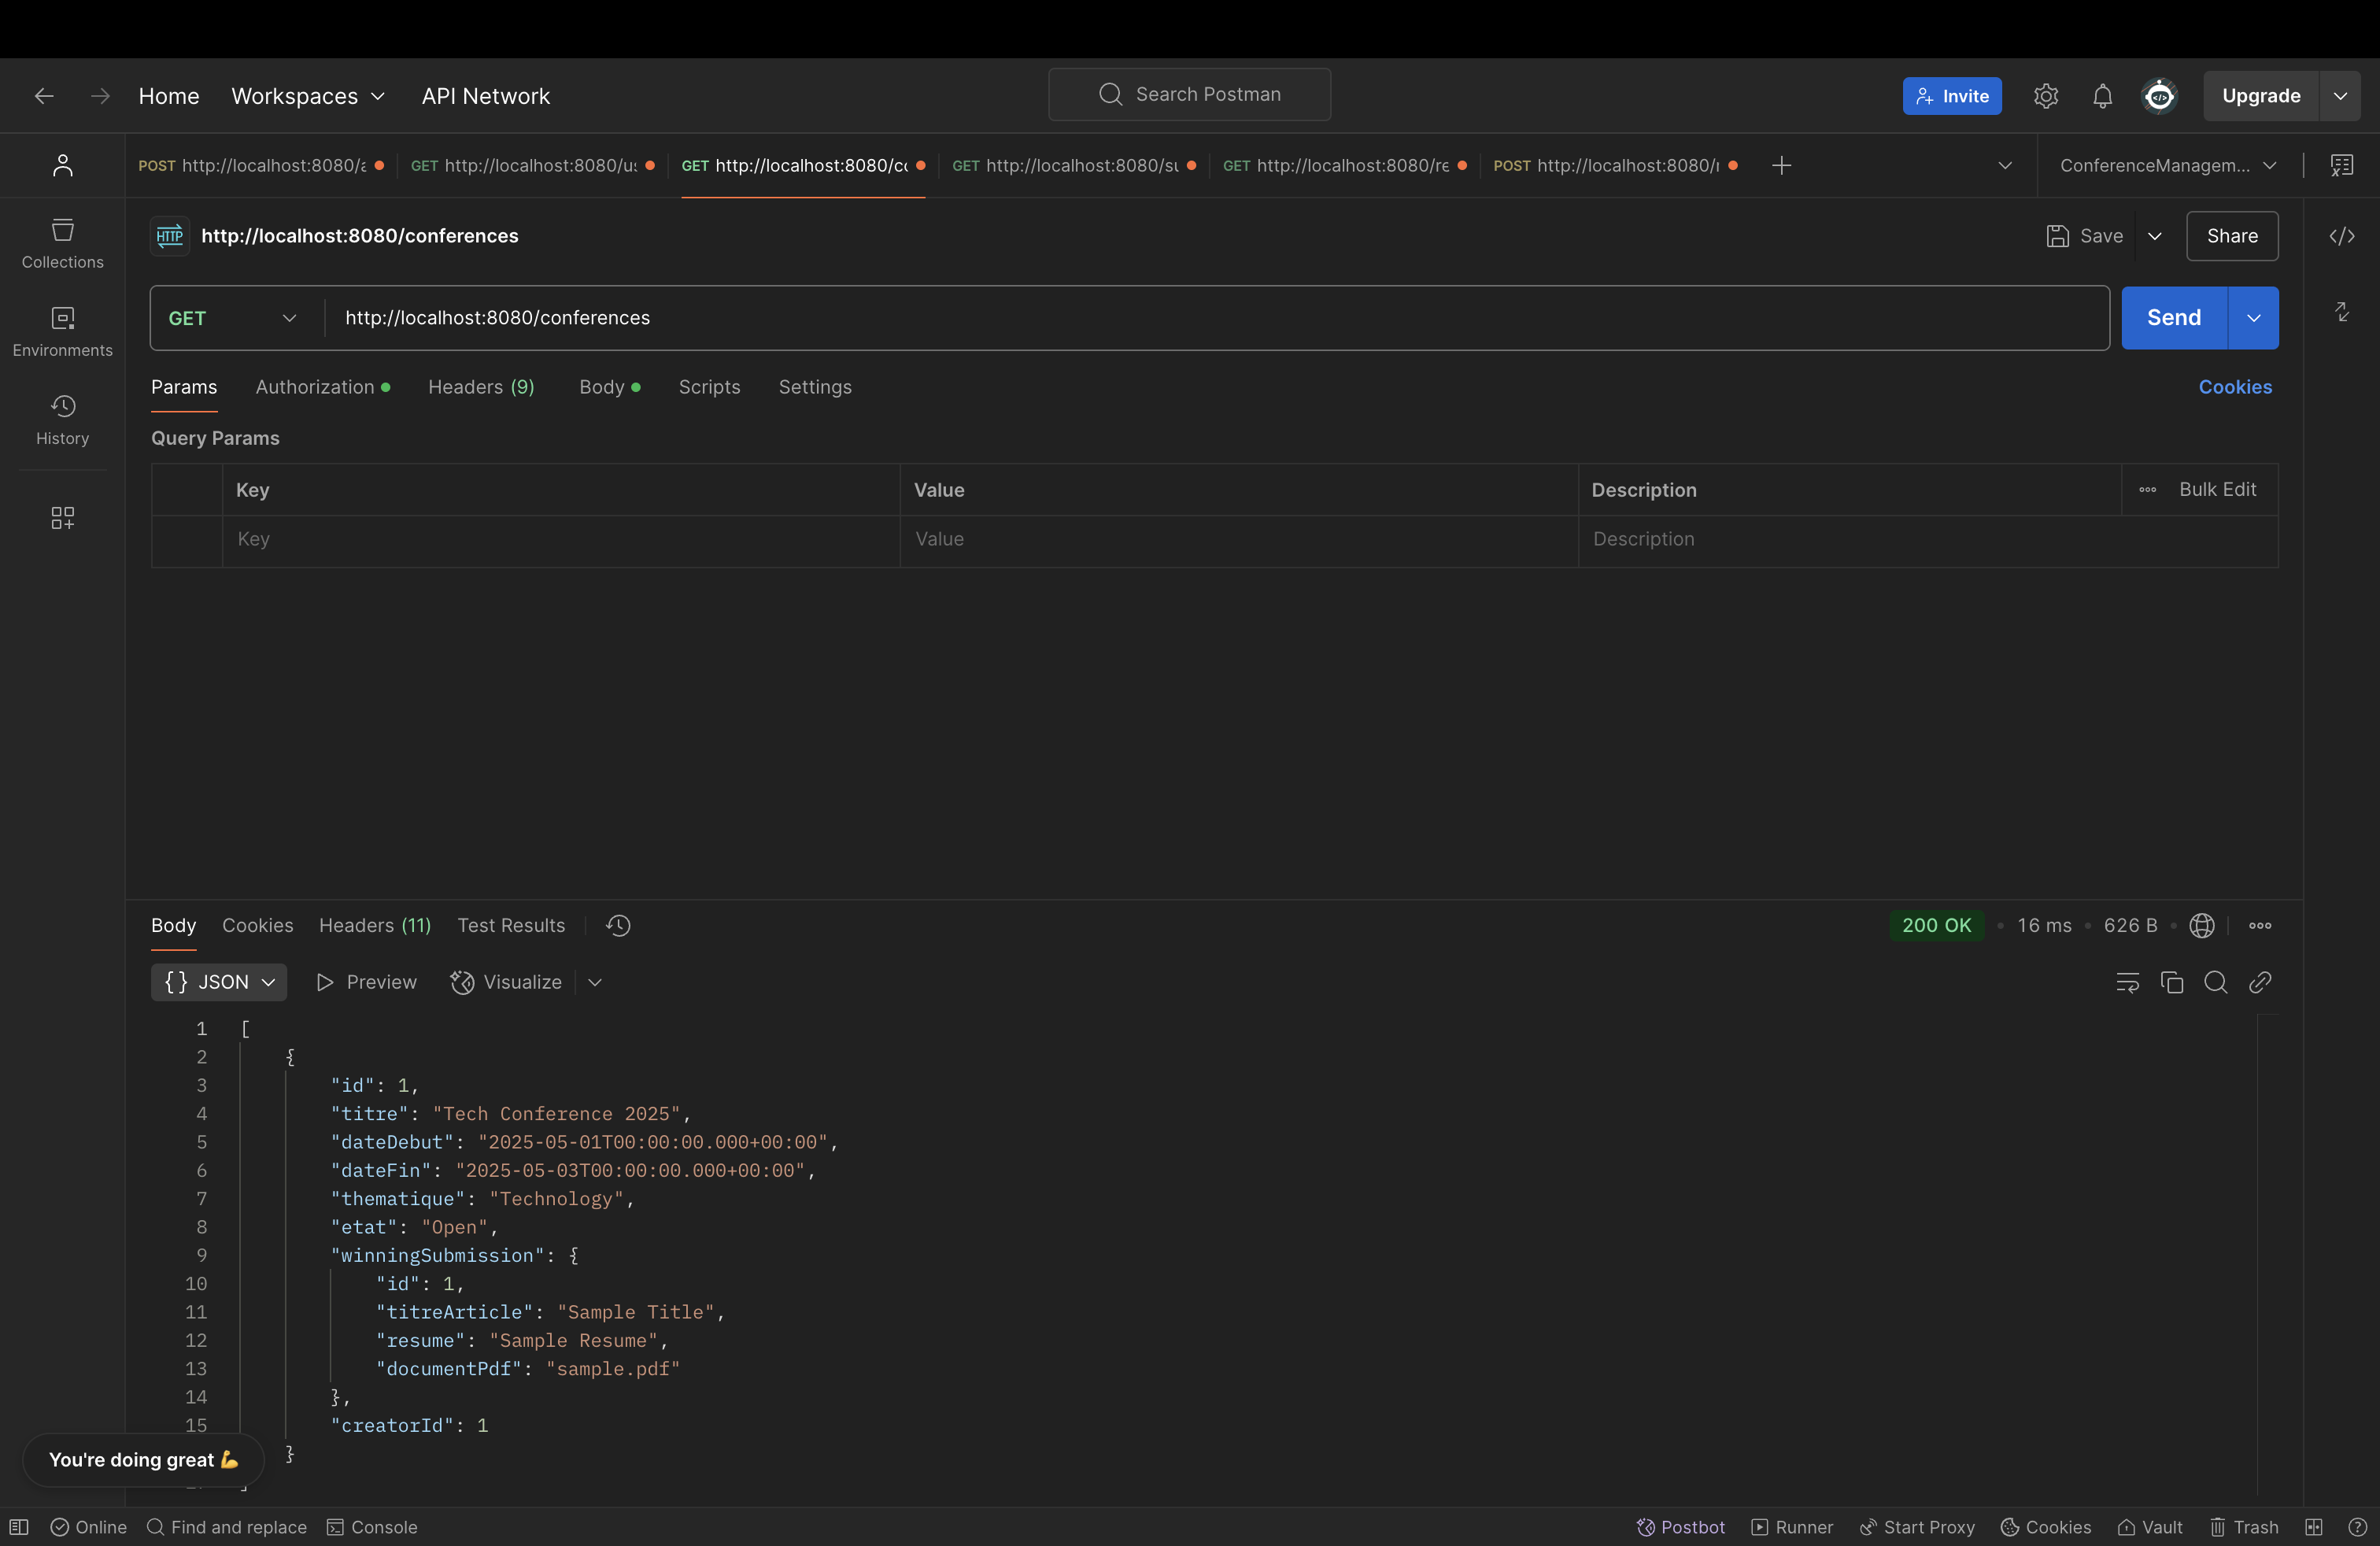 Home Workspaces API Network Search Postman Invite Upgrade
POST http://localhost:8080/a GET http://localhost:8080/us GET http://localhost:8080/co GET http://localhost:8080/su GET http://localhost:8080/re POST http://localhost:8080/r ConferenceManagem...
HTTP http://localhost:8080/conferences Save Share
Collections
GET http://localhost:8080/conferences Send
Environments
Params Authorization Headers (9) Body Scripts Settings Cookies
History
Query Params
Key Value Description Bulk Edit
Key Value Description
Body Cookies Headers (11) Test Results 200 OK 16 ms 626 B
{} JSON Preview Visualize
1 [
2 {
3 "id": 1,
4 "titre": "Tech Conference 2025",
5 "dateDebut": "2025-05-01T00:00:00.000+00:00",
6 "dateFin": "2025-05-03T00:00:00.000+00:00",
7 "thematique": "Technology",
8 "etat": "Open",
9 "winningSubmission": {
10 "id": 1,
11 "titreArticle": "Sample Title",
12 "resume": "Sample Resume",
13 "documentPdf": "sample.pdf"
14 },
15 "creatorId": 1
}
You're doing great 💪
]
Online Find and replace Console Postbot Runner Start Proxy Cookies Vault Trash